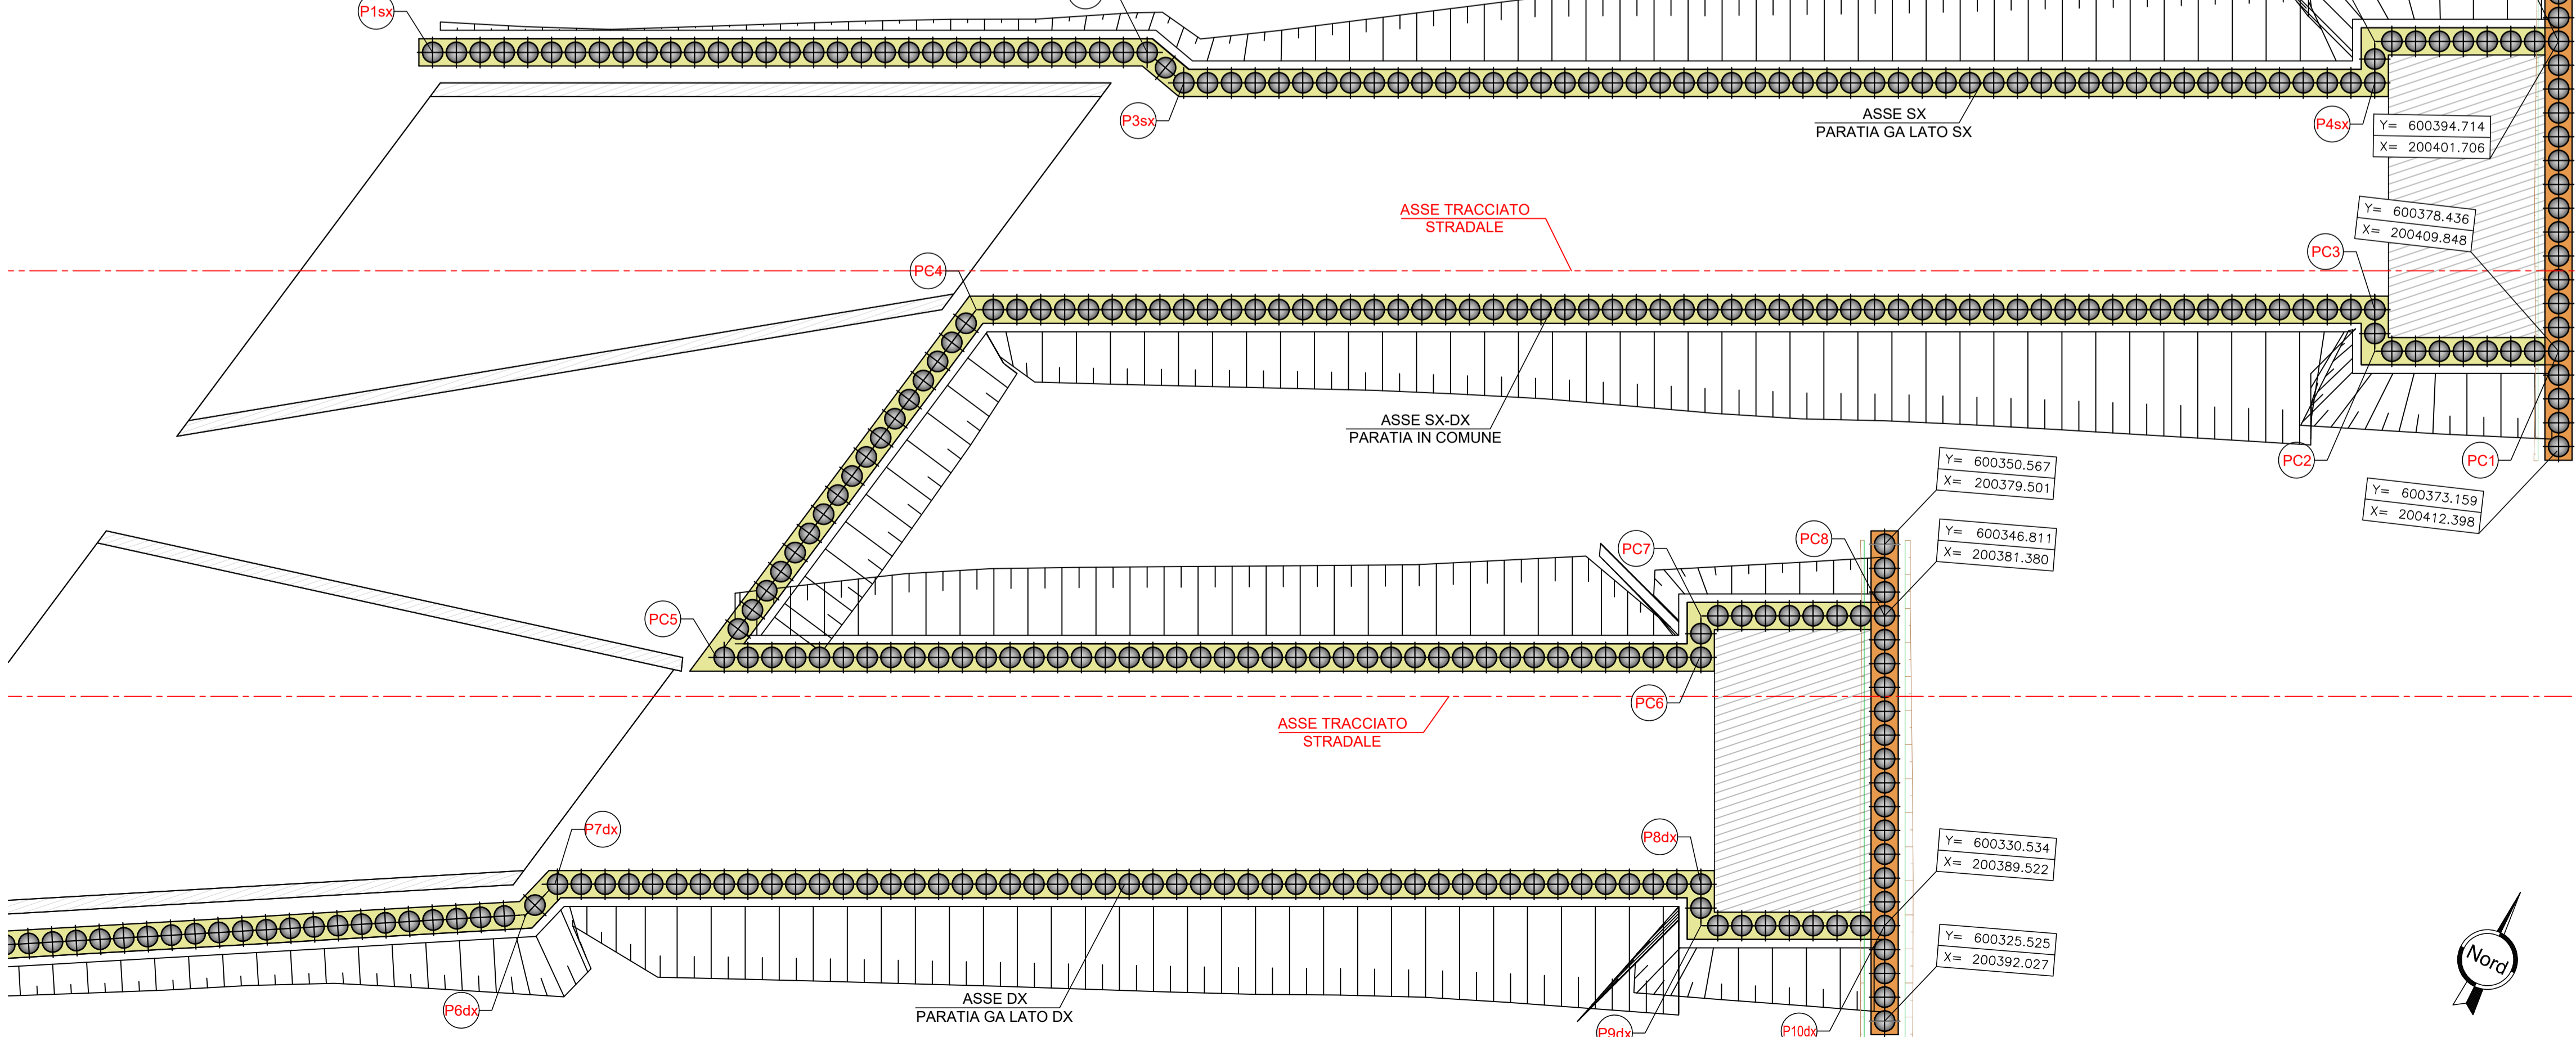 P1sx
P3sx
ASSE SX
PARATIA GA LATO SX
P4sx
Y= 600394.714
X= 200401.706
ASSE TRACCIATO
STRADALE
Y= 600378.436
X= 200409.848
PC3
PC4
ASSE SX-DX
PARATIA IN COMUNE
PC2
PC1
Y= 600350.567
X= 200379.501
Y= 600373.159
X= 200412.398
PC7
PC8
Y= 600346.811
X= 200381.380
PC5
PC6
ASSE TRACCIATO
STRADALE
P7dx
P8dx
Y= 600330.534
X= 200389.522
Y= 600325.525
X= 200392.027
Nord
ASSE DX
PARATIA GA LATO DX
P6dx
P9dx
P10dx